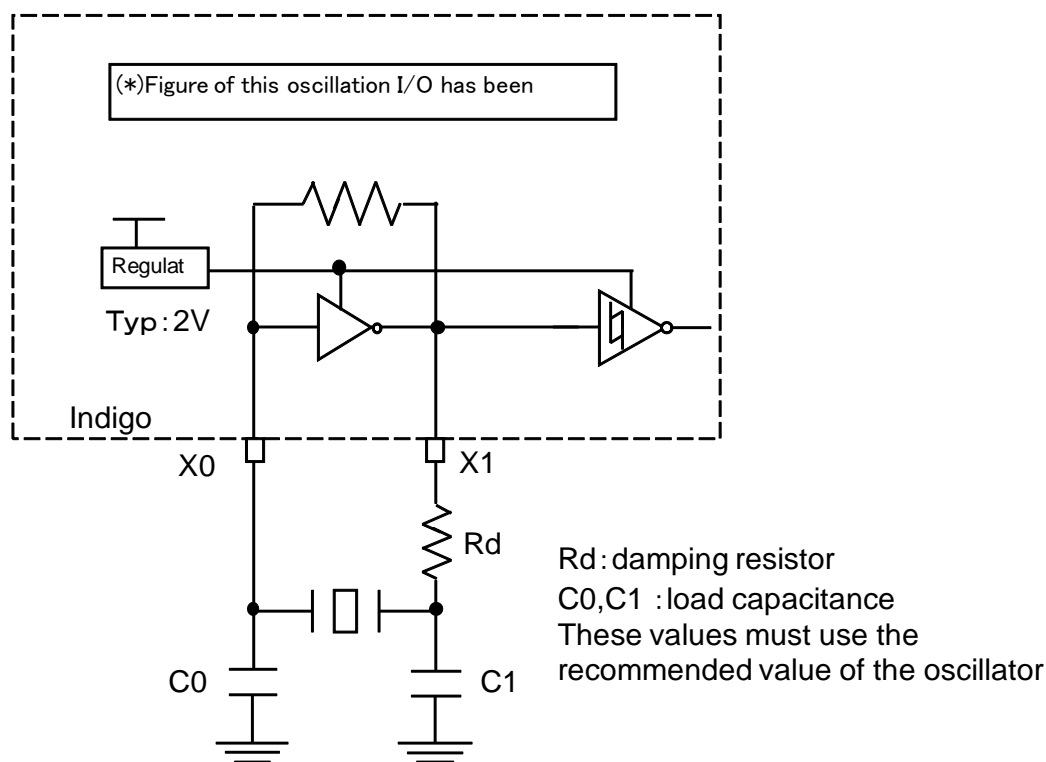 (*)Figure of this oscillation I/O has been
Regulat
Typ:2V
Indigo
X0
X1
Rd
C0
C1
Rd:damping resistor
C0,C1 :load capacitance
These values must use the
recommended value of the oscillator